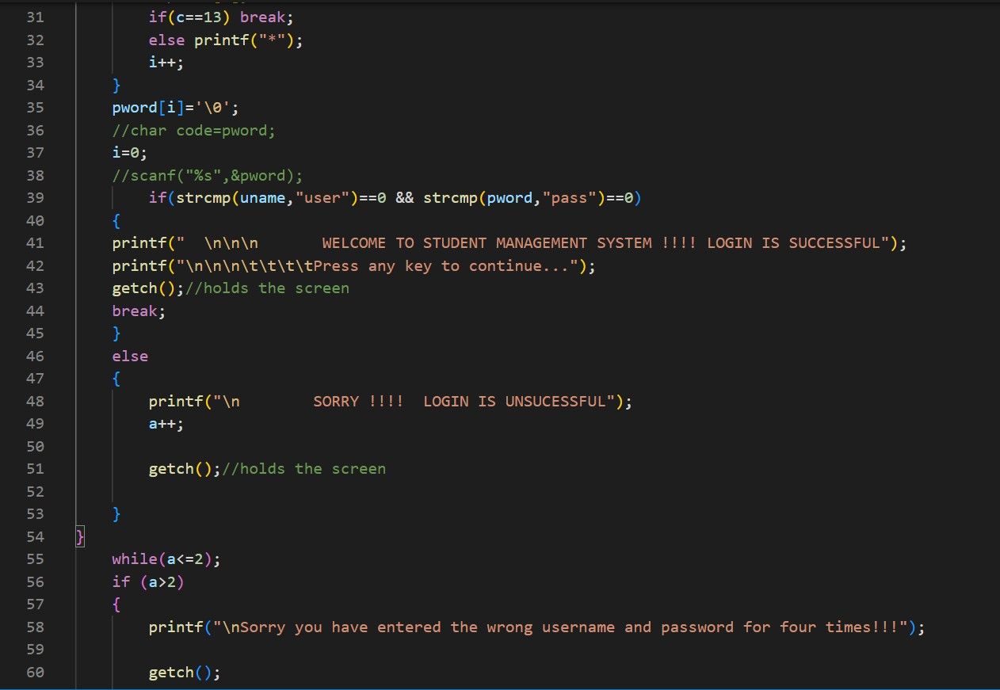 31 if(c==13) break;
32 else printf("*");
33 i++;
34 }
35 pword[i]='\0';
36 //char code=pword;
37 i=0;
38 //scanf("%s",&pword);
39 if(strcmp(uname,"user")==0 && strcmp(pword,"pass")==0)
40 {
41 printf("  \n\n\n       WELCOME TO STUDENT MANAGEMENT SYSTEM !!!! LOGIN IS SUCCESSFUL");
42 printf("\n\n\n\t\t\t\tPress any key to continue...");
43 getch();//holds the screen
44 break;
45 }
46 else
47 {
48 printf("\n        SORRY !!!!  LOGIN IS UNSUCESSFUL");
49 a++;
50
51 getch();//holds the screen
52
53 }
54 }
55 while(a<=2);
56 if (a>2)
57 {
58 printf("\nSorry you have entered the wrong username and password for four times!!!");
59
60 getch();